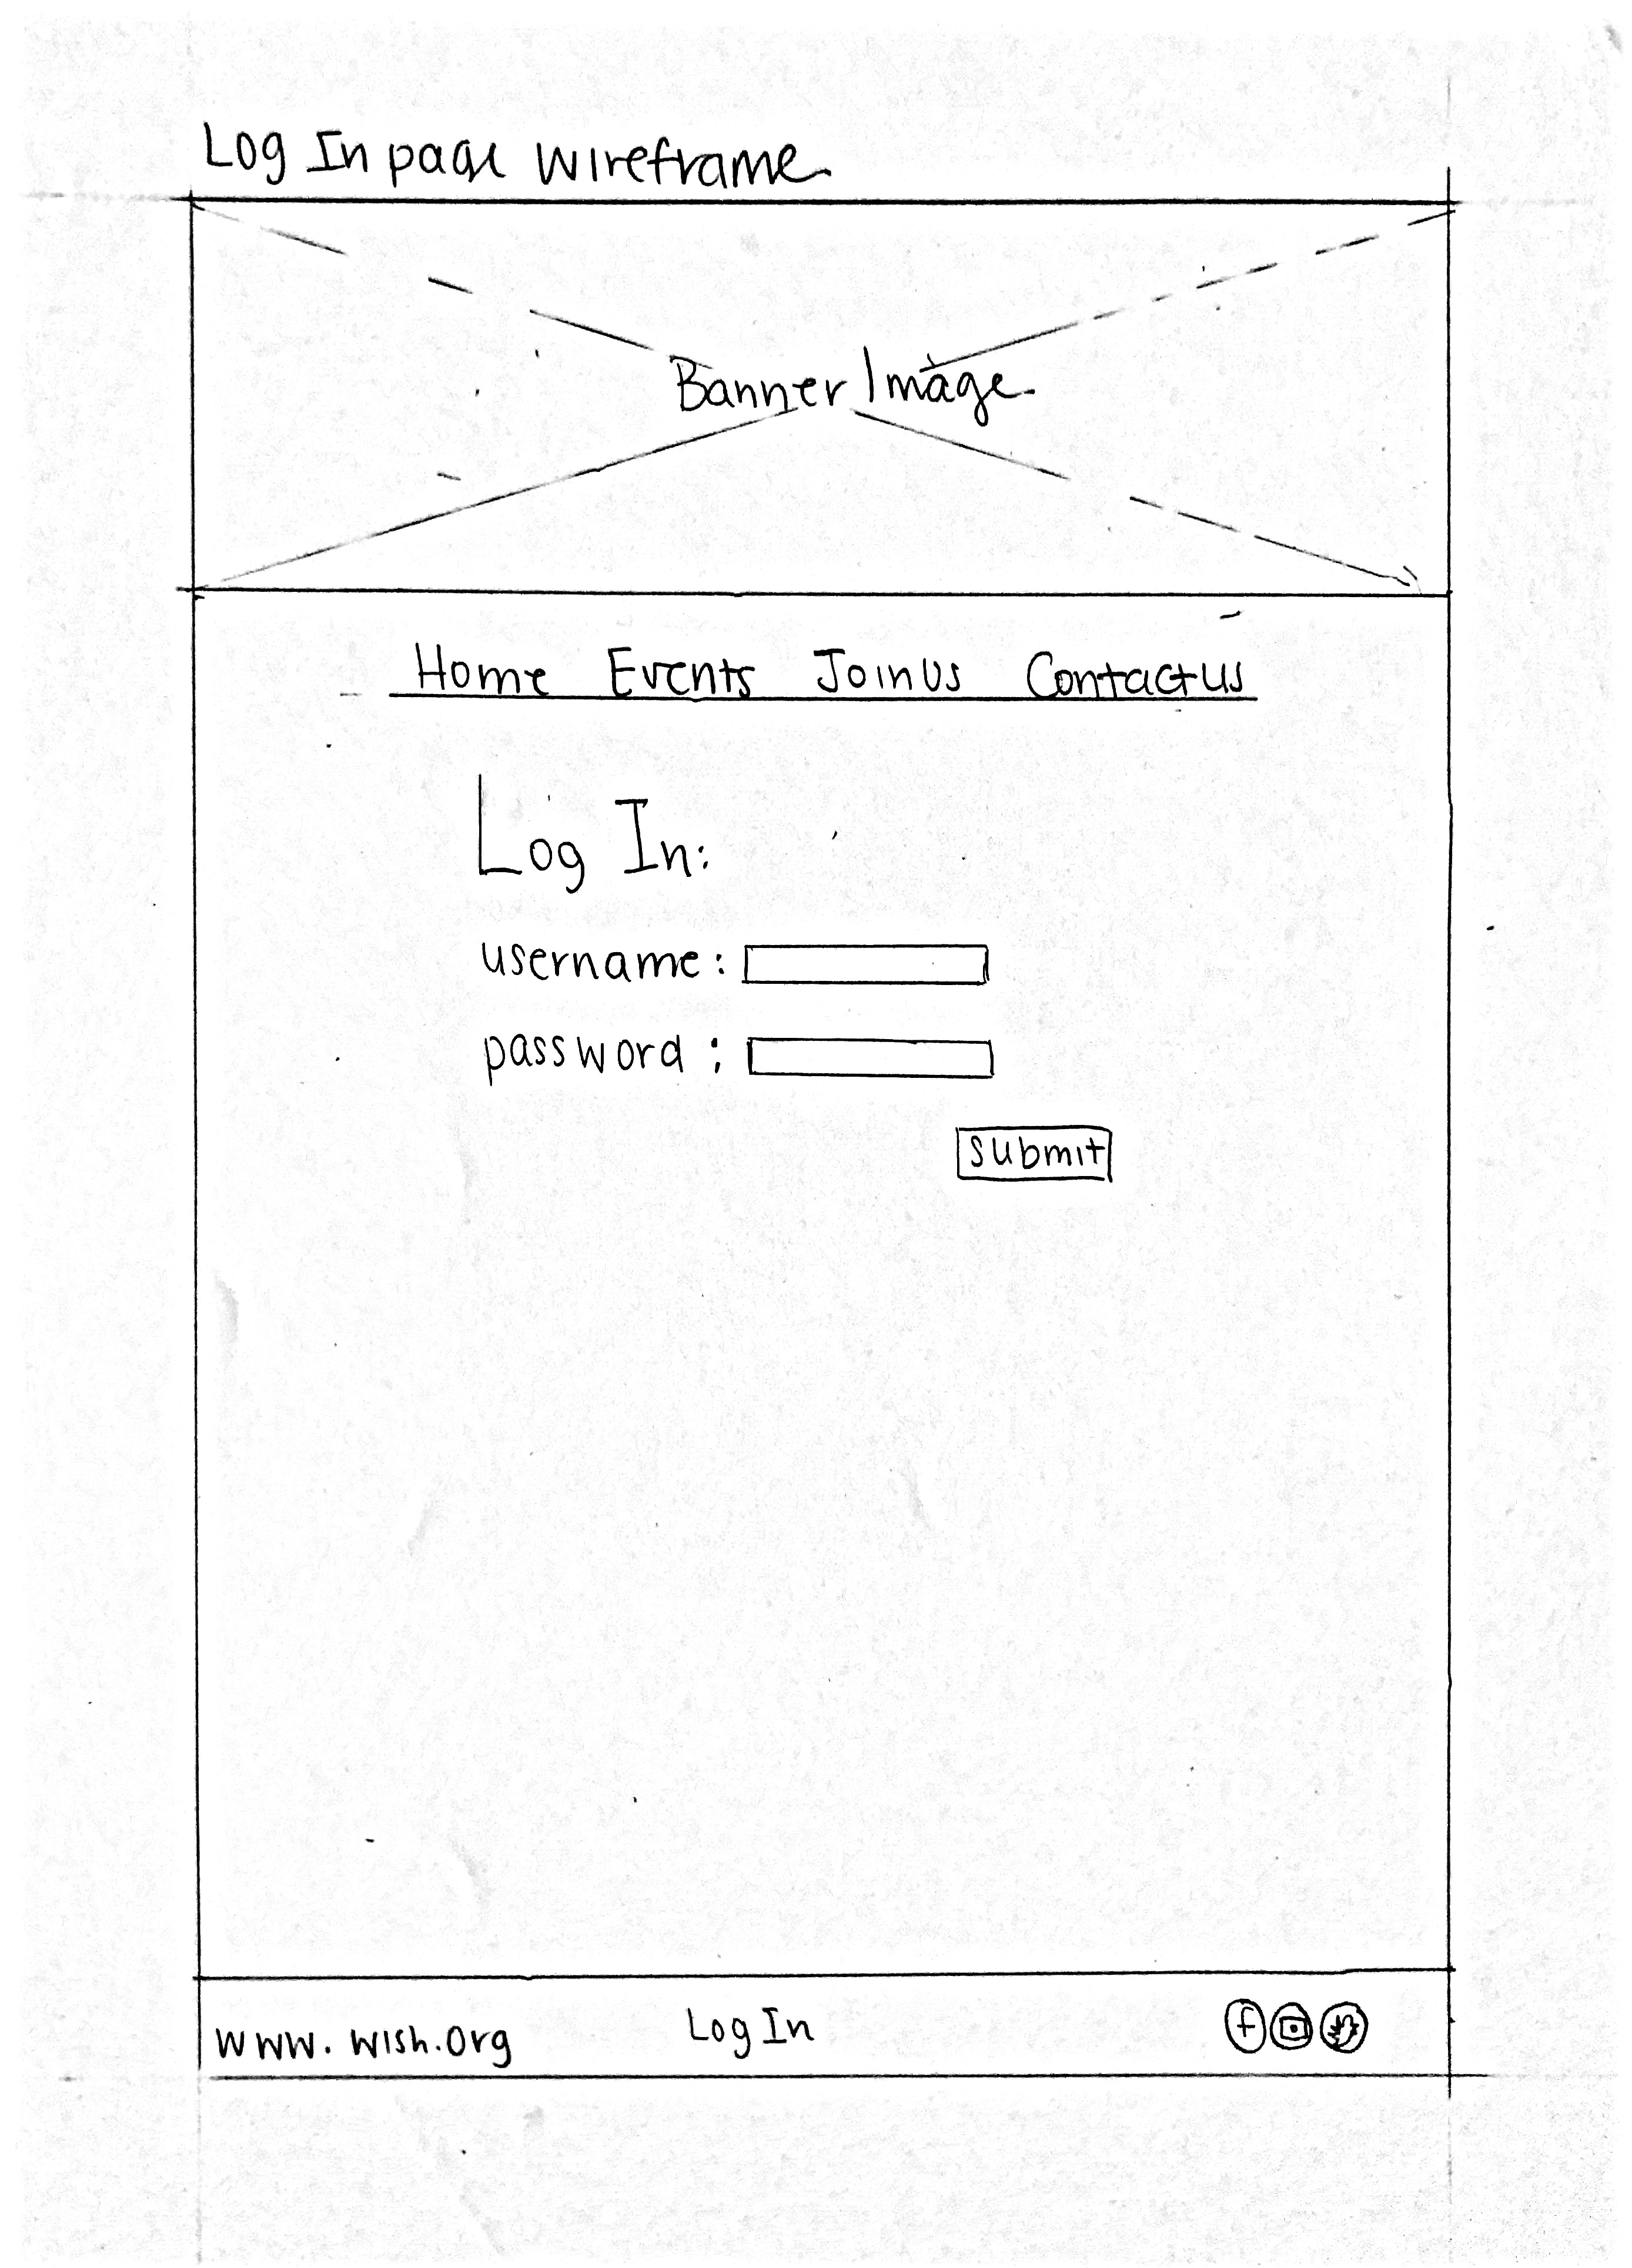 Log In page wireframe
Banner Image
Home Events Join Us Contact us
Log In:
username:
password:
submit
www.wish.org Log In f